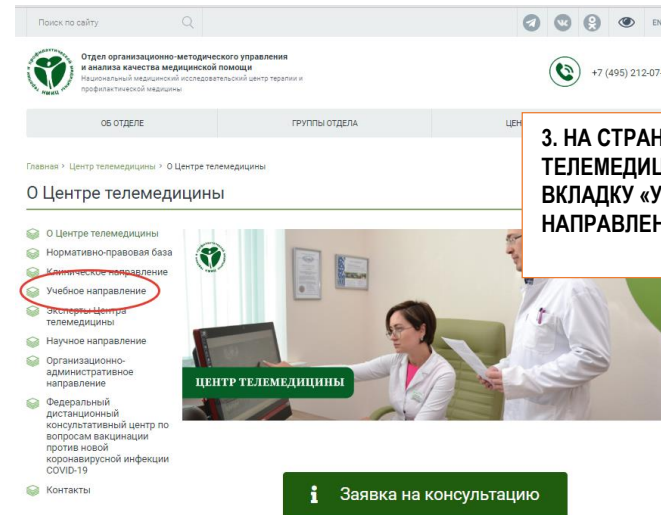 Поиск по сайту
EN
Отдел организационно-методического управления
и анализа качества медицинской помощи
Национальный медицинский исследовательский центр терапии и
профилактической медицины
+7 (495) 212-07-
ОБ ОТДЕЛЕ
ГРУППЫ ОТДЕЛА
ЦЕН
3. НА СТРАН
ТЕЛЕМЕДИЦ
ВКЛАДКУ «У
НАПРАВЛЕН
Главная > Центр телемедицины > О Центре телемедицины
О Центре телемедицины
О Центре телемедицины
Нормативно-правовая база
Клиническое направление
Учебное направление
Эксперты Центра
телемедицины
Научное направление
Организационно-
административное
направление
Федеральный
дистанционный
консультативный центр по
вопросам вакцинации
против новой
коронавирусной инфекции
COVID-19
Контакты
ЦЕНТР ТЕЛЕМЕДИЦИНЫ
Заявка на консультацию